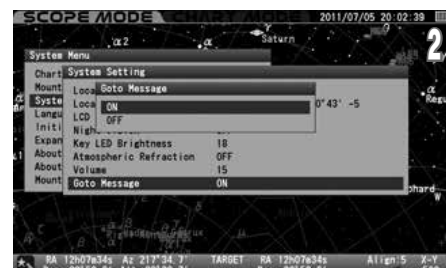 SCOPE MODE
2011/07/05 20:02:39
2
α2
α
γ
Saturn
System Menu
Chart
System Setting
Mount
Loca
Goto Message
α
Regu
Syste
Loca
ON
0°43' -5
Langu
LCD
OFF
Initi
Nigh
Expan
Key LED Brightness 18
About
Atmospheric Refraction OFF
About
Volume 15
Mount
Goto Message ON
phard
RA 12h07m34s Az 217°34.7' TARGET RA 12h07m34s Align:5 X-Y